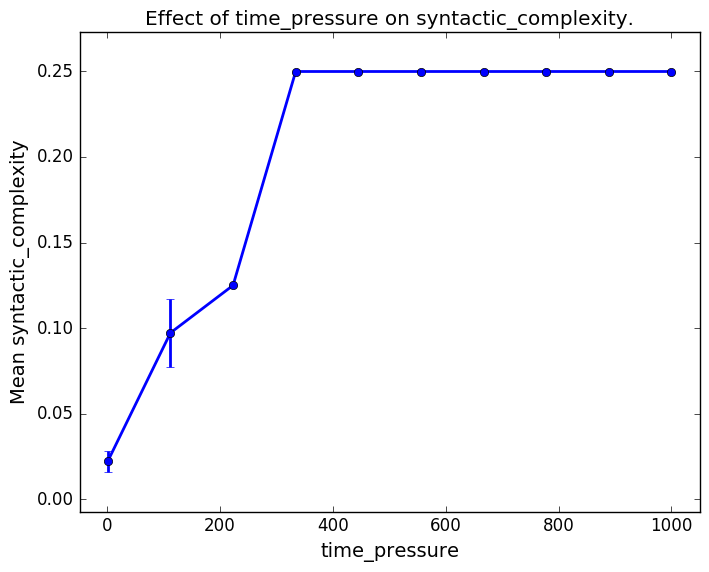 Effect of time_pressure on syntactic_complexity.
Mean syntactic_complexity
0.25
0.20
0.15
0.10
0.05
0.00
0 200 400 600 800 1000
time_pressure